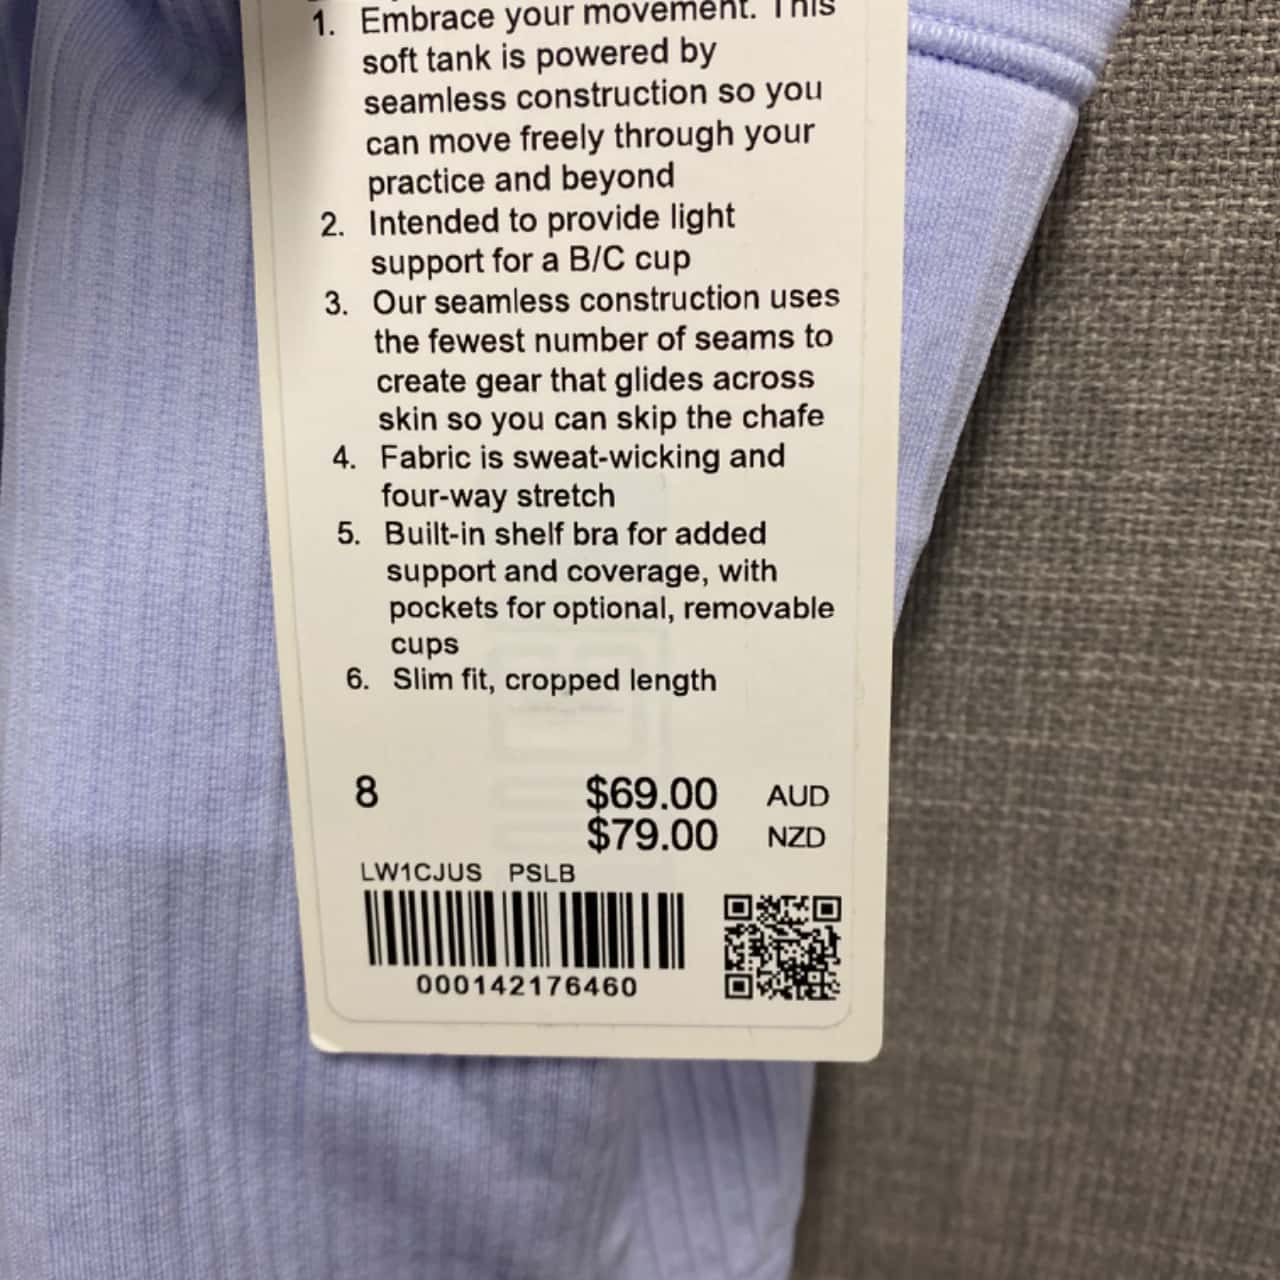 1. Embrace your movement. This
soft tank is powered by
seamless construction so you
can move freely through your
practice and beyond
2. Intended to provide light
support for a B/C cup
3. Our seamless construction uses
the fewest number of seams to
create gear that glides across
skin so you can skip the chafe
4. Fabric is sweat-wicking and
four-way stretch
5. Built-in shelf bra for added
support and coverage, with
pockets for optional, removable
cups
6. Slim fit, cropped length
8 $69.00 AUD
$79.00 NZD
LW1CJUS PSLB
000142176460